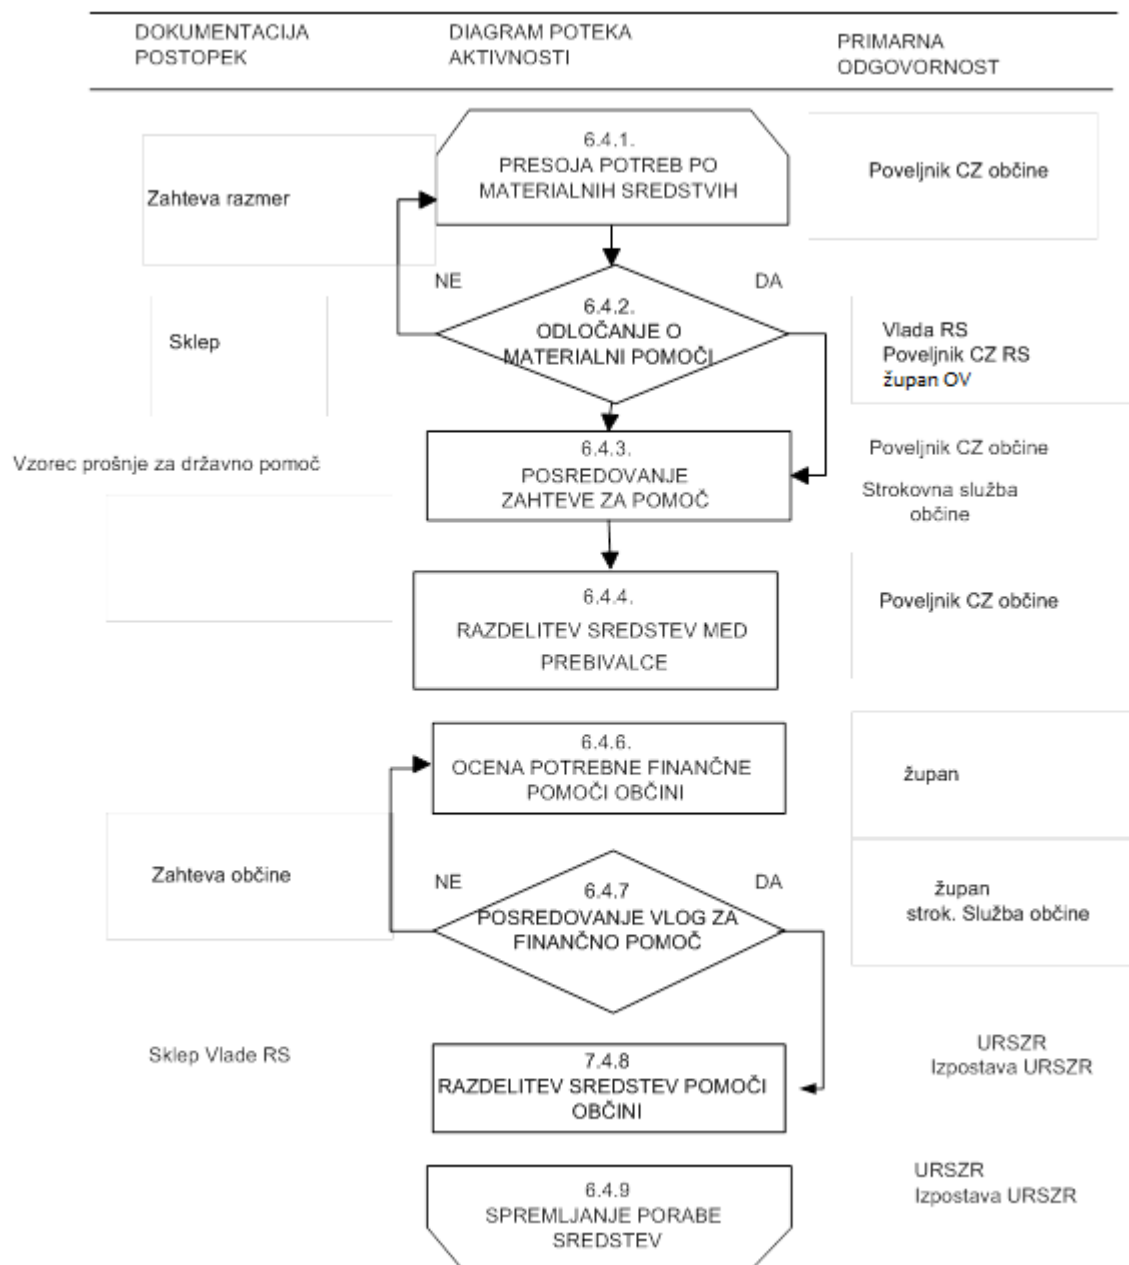 DOKUMENTACIJA
POSTOPEK
DIAGRAM POTEKA
AKTIVNOSTI
PRIMARNA
ODGOVORNOST
6.4.1.
PRESOJA POTREB PO
MATERIALNIH SREDSTVIH
Zahteva razmer
Poveljnik CZ občine
NE
DA
6.4.2.
ODLOČANJE O
MATERIALNI POMOČI
Sklep
Vlada RS
Poveljnik CZ RS
župan OV
Vzorec prošnje za državno pomoč
6.4.3.
POSREDOVANJE
ZAHTEVE ZA POMOČ
Poveljnik CZ občine
Strokovna služba
občine
6.4.4.
RAZDELITEV SREDSTEV MED
PREBIVALCE
Poveljnik CZ občine
6.4.6.
OCENA POTREBNE FINANČNE
POMOČI OBČINI
župan
Zahteva občine
NE
DA
6.4.7
POSREDOVANJE VLOG ZA
FINANČNO POMOČ
župan
strok. Služba občine
Sklep Vlade RS
7.4.8
RAZDELITEV SREDSTEV POMOČI
OBČINI
URSZR
Izpostava URSZR
6.4.9
SPREMLJANJE PORABE
SREDSTEV
URSZR
Izpostava URSZR